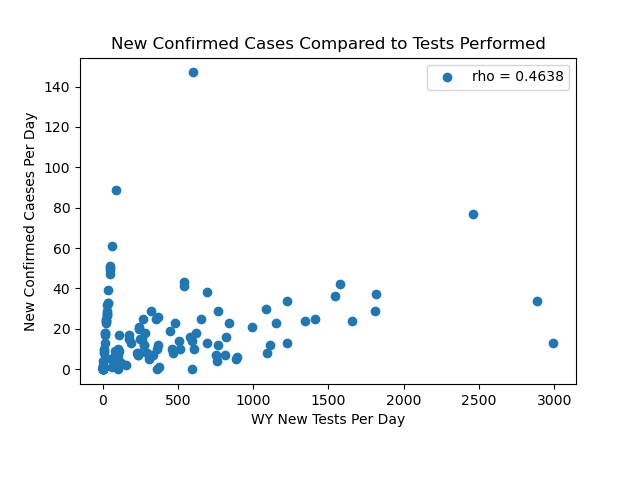 New Confirmed Cases Compared to Tests Performed
rho = 0.4638
New Confirmed Caeses Per Day
140
120
100
80
60
40
20
0
0 500 1000 1500 2000 2500 3000
WY New Tests Per Day